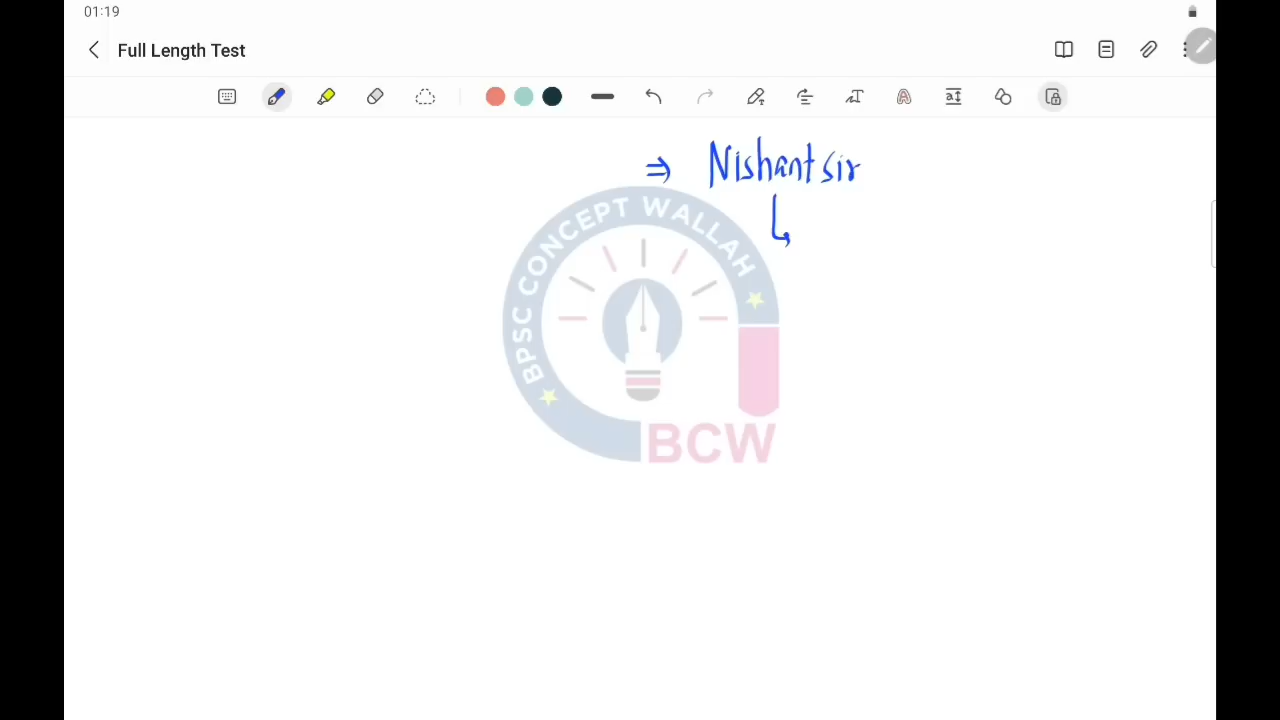 01:19
Full Length Test
⇒ Nishant sir
BPSC CONCEPT WALLAH
BCW